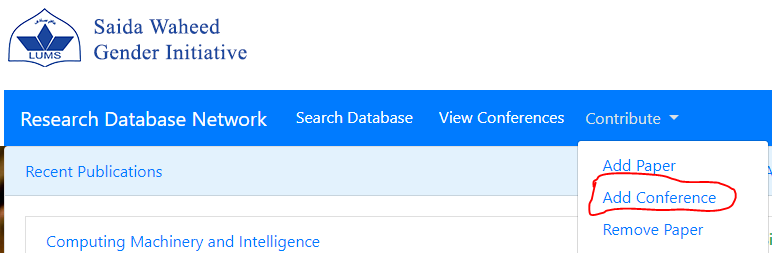 LUMS
Saida Waheed
Gender Initiative
Research Database Network Search Database View Conferences Contribute
Recent Publications
Add Paper
Add Conference
Remove Paper
Computing Machinery and Intelligence